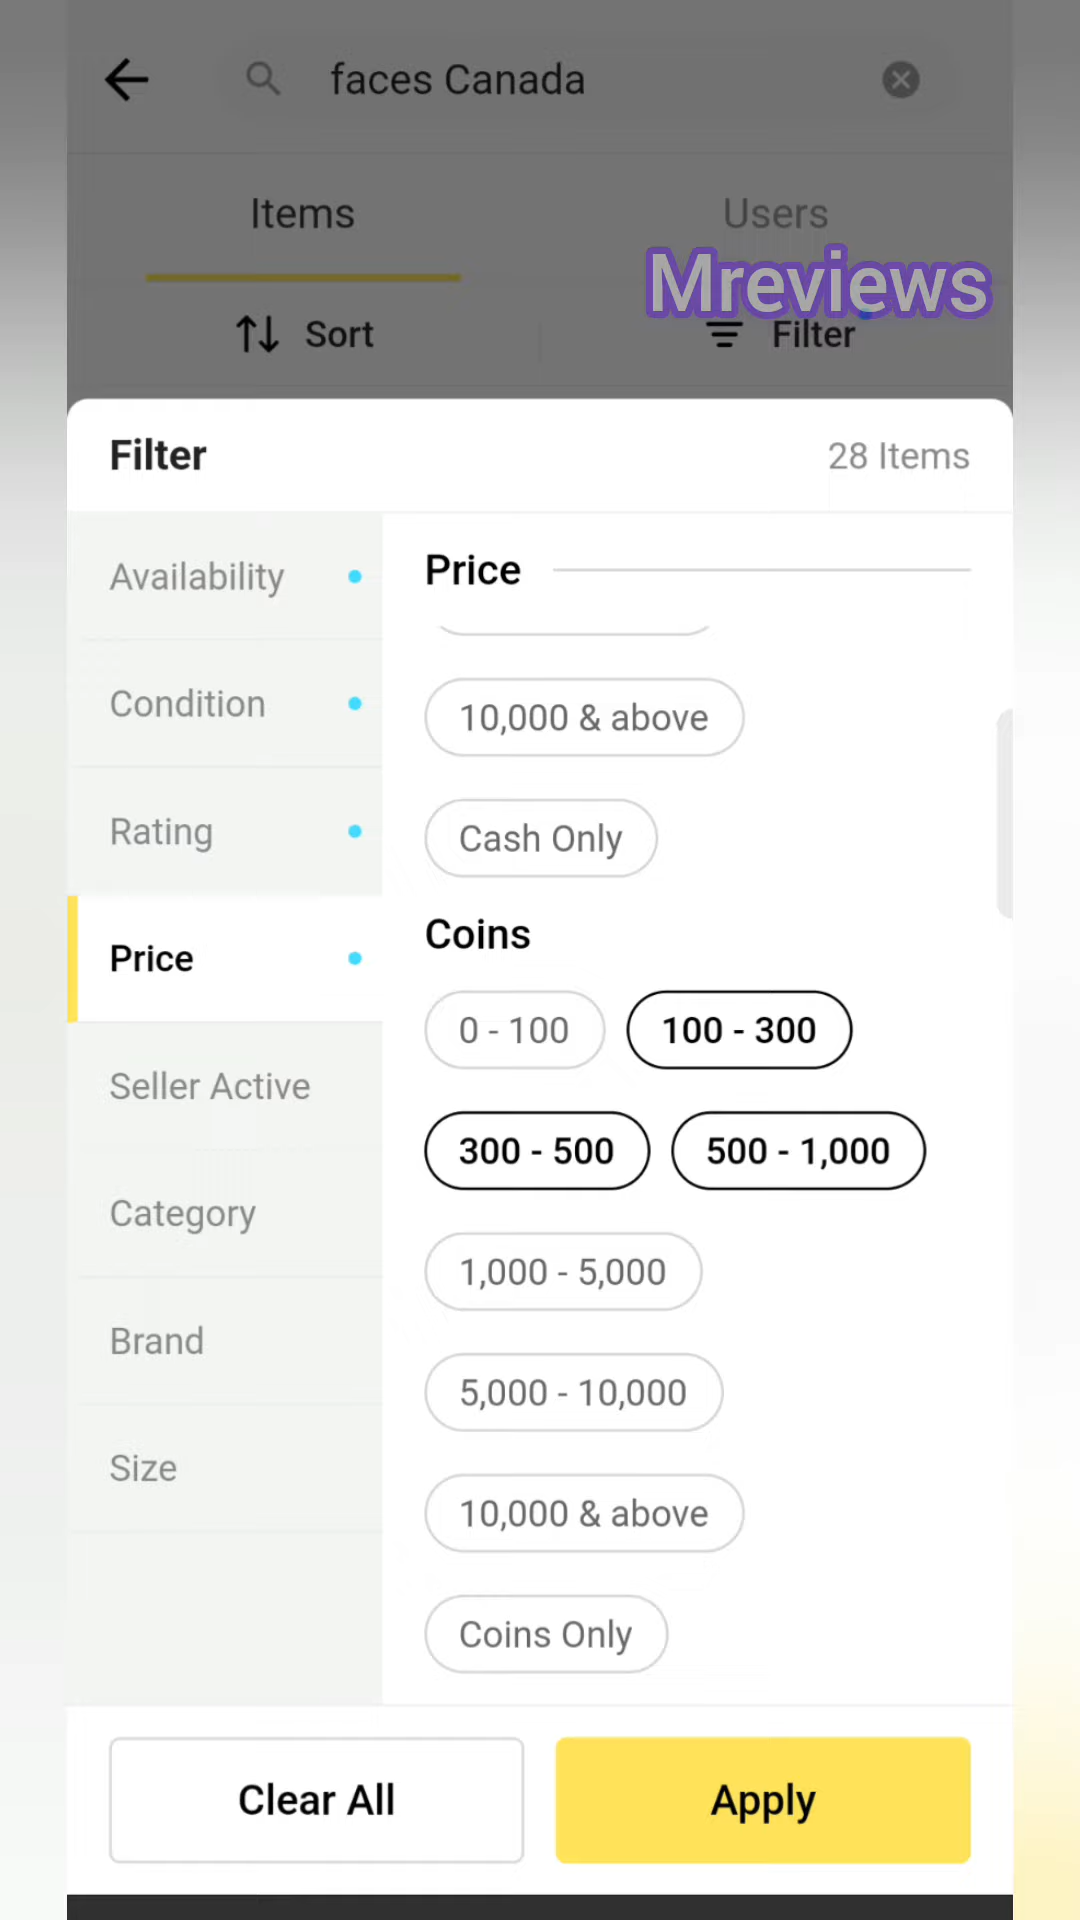 faces Canada
Items
Users
Mreviews
Sort
Filter
Filter
28 Items
Availability
Condition
Rating
Price
Seller Active
Category
Brand
Size
Price
10,000 & above
Cash Only
Coins
0 - 100
100 - 300
300 - 500
500 - 1,000
1,000 - 5,000
5,000 - 10,000
10,000 & above
Coins Only
Clear All
Apply